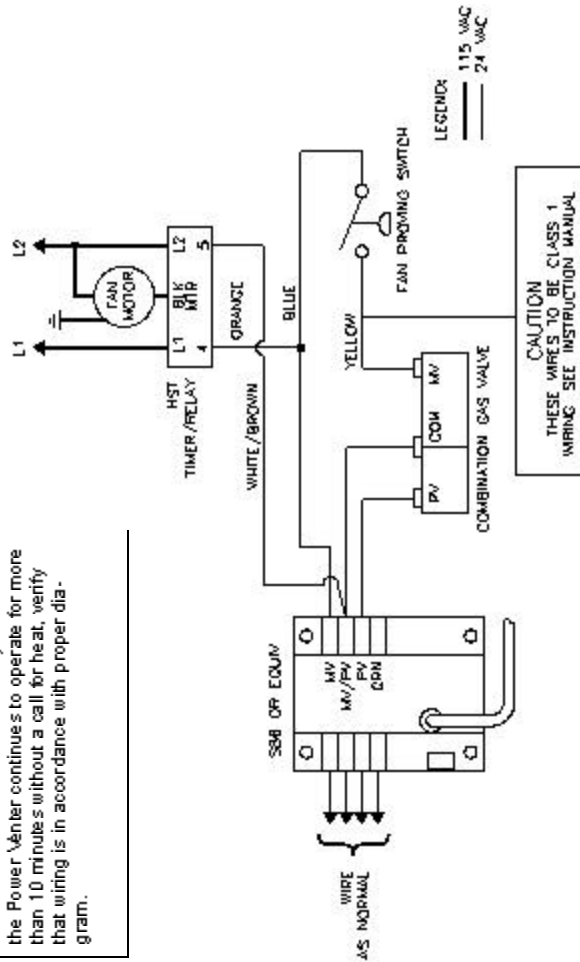 the Power Venter continues to operate for more
than 10 minutes without a call for heat, verify
that wiring is in accordance with proper dia-
gram.
L1
L2
FAN
MOTOR
L1
BLK
MTR
L2
4
5
HST
TIMER/RELAY
ORANGE
WHITE/BROWN
BLUE
FAN PROVING SWITCH
YELLOW
LEGEND:
115 VAC
24 VAC
S86 OR EQUIV
MV
MV/PV
PV
GRN
WIRE
AS NORMAL
PV
COM
MV
COMBINATION GAS VALVE
CAUTION
THESE WIRES TO BE CLASS 1
WIRING SEE INSTRUCTION MANUAL